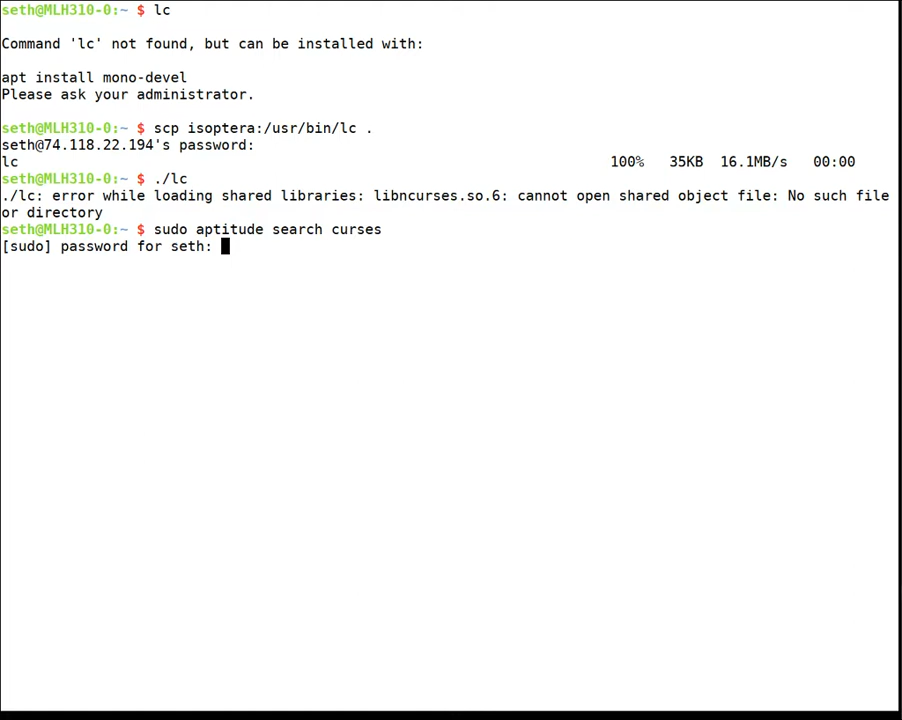 seth@MLH310-0:~ $ lc
Command 'lc' not found, but can be installed with:
apt install mono-devel
Please ask your administrator.
seth@MLH310-0:~ $ scp isoptera:/usr/bin/lc .
seth@74.118.22.194's password:
lc 100% 35KB 16.1MB/s 00:00
seth@MLH310-0:~ $ ./lc
./lc: error while loading shared libraries: libncurses.so.6: cannot open shared object file: No such file
or directory
seth@MLH310-0:~ $ sudo aptitude search curses
[sudo] password for seth: